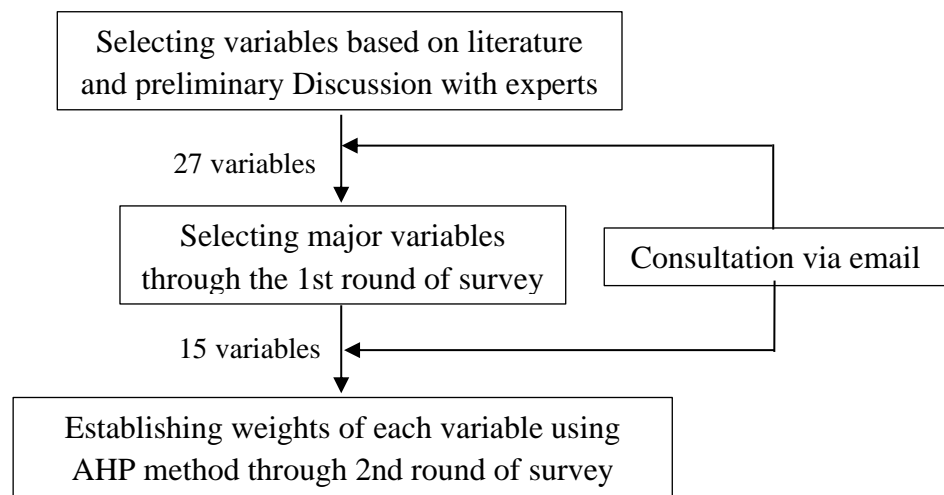 Selecting variables based on literature
and preliminary Discussion with experts
27 variables
Selecting major variables
through the 1st round of survey
Consultation via email
15 variables
Establishing weights of each variable using
AHP method through 2nd round of survey